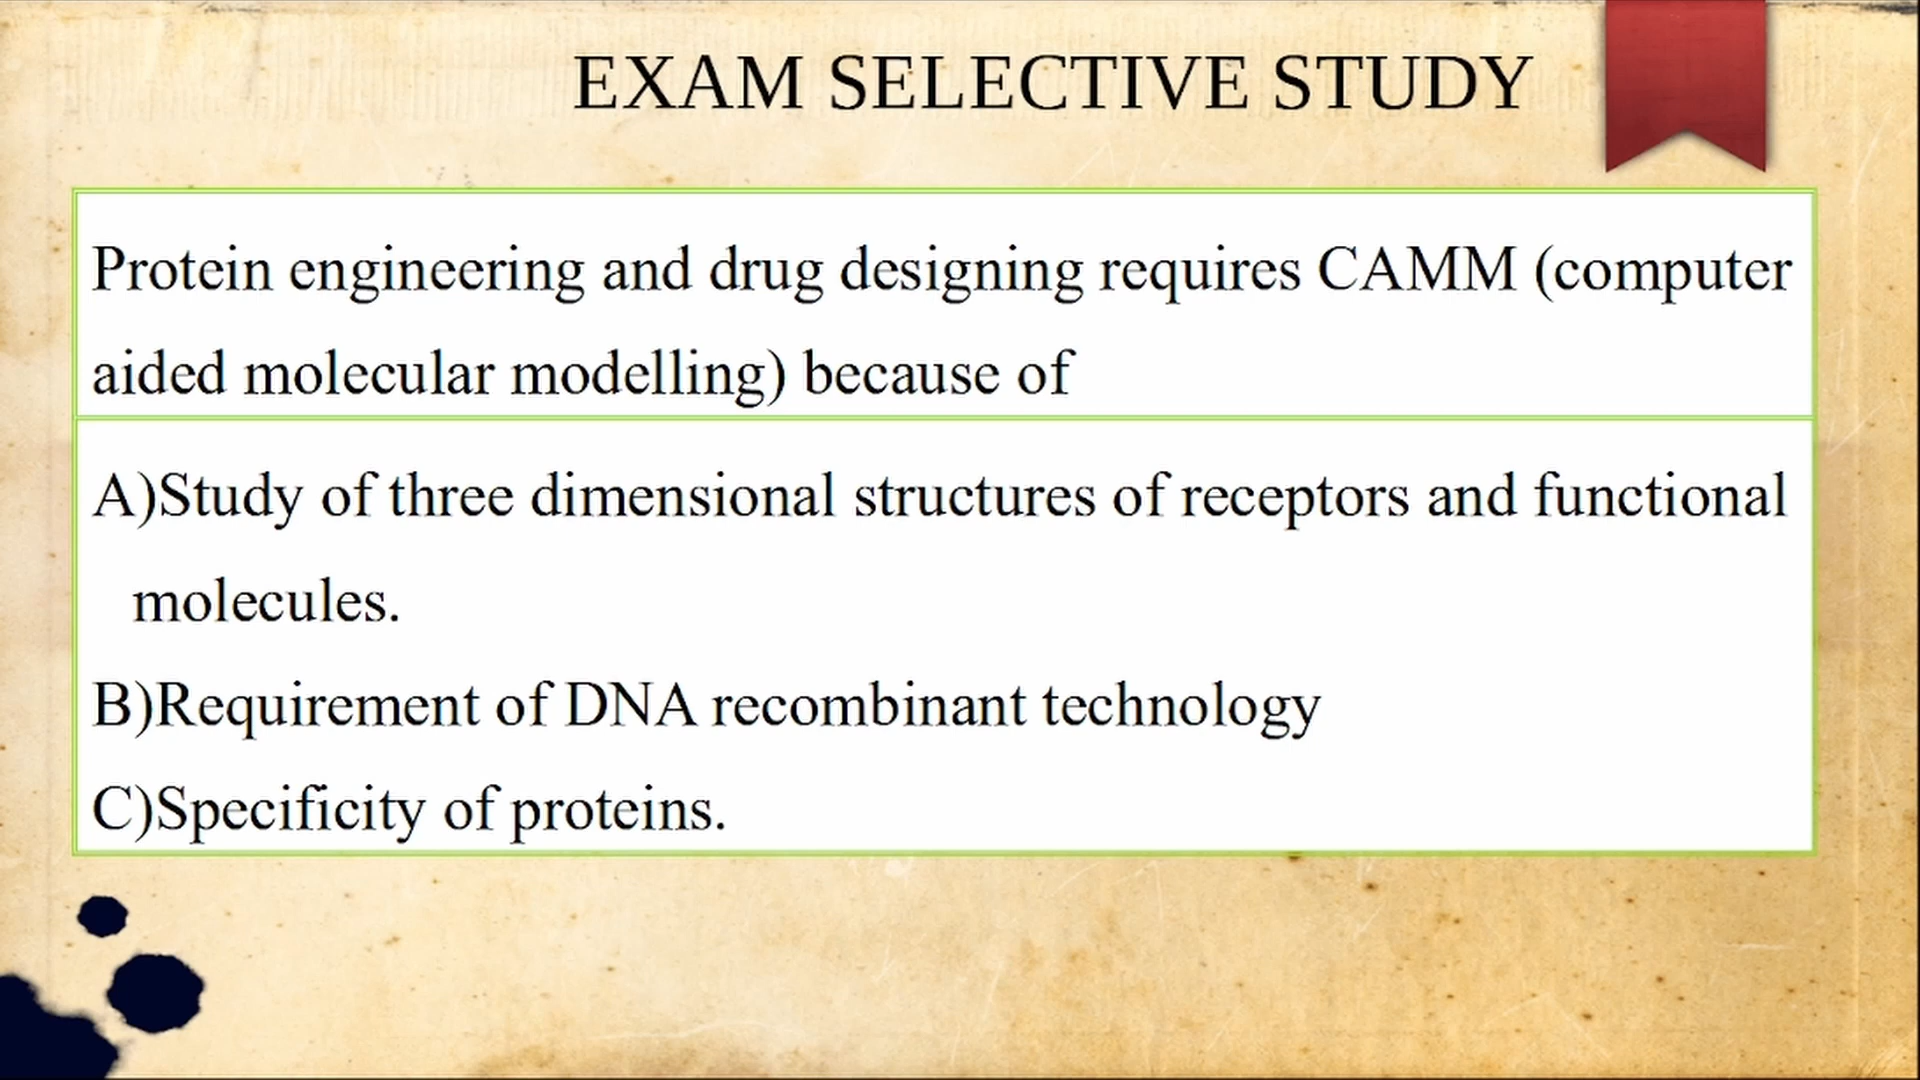 EXAM SELECTIVE STUDY
Protein engineering and drug designing requires CAMM (computer
aided molecular modelling) because of
A)Study of three dimensional structures of receptors and functional
molecules.
B)Requirement of DNA recombinant technology
C)Specificity of proteins.